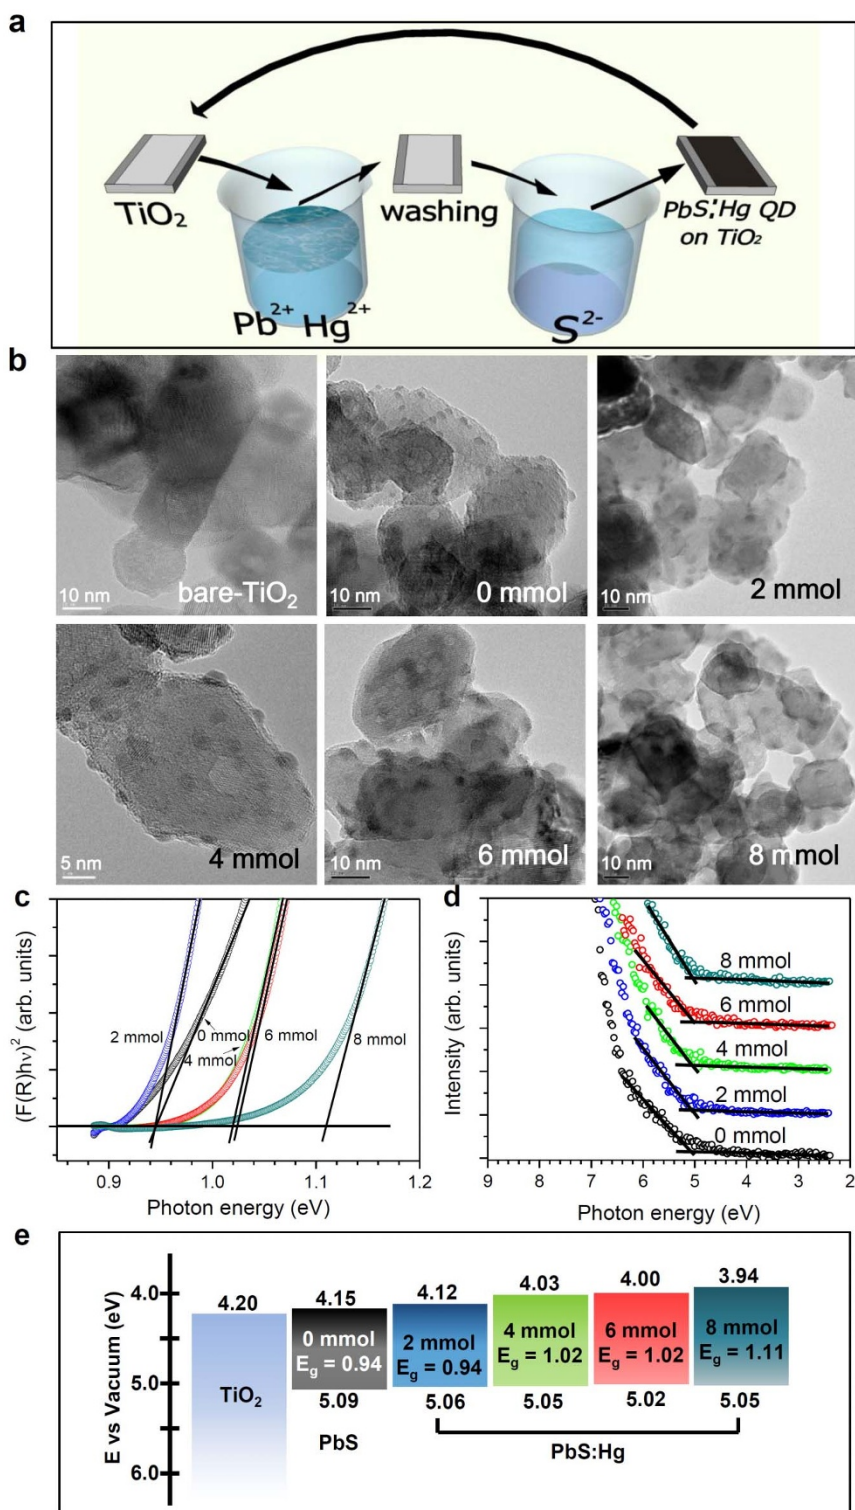 a
TiO₂
washing
PbS:Hg QD
on TiO₂
Pb²⁺ Hg²⁺
S²⁻
b
bare-TiO₂
10 nm
0 mmol
10 nm
2 mmol
10 nm
4 mmol
5 nm
6 mmol
10 nm
8 mmol
10 nm
c
(F(R)hν)² (arb. units)
2 mmol
0 mmol
4 mmol
6 mmol
8 mmol
0.9 1.0 1.1 1.2
Photon energy (eV)
d
Intensity (arb. units)
8 mmol
6 mmol
4 mmol
2 mmol
0 mmol
9 8 7 6 5 4 3 2
Photon energy (eV)
e
E vs Vacuum (eV)
4.0
5.0
6.0
4.20 4.15 4.12 4.03 4.00 3.94
TiO₂
0 mmol
E_g = 0.94
2 mmol
E_g = 0.94
4 mmol
E_g = 1.02
6 mmol
E_g = 1.02
8 mmol
E_g = 1.11
5.09 5.06 5.05 5.02 5.05
PbS
PbS:Hg